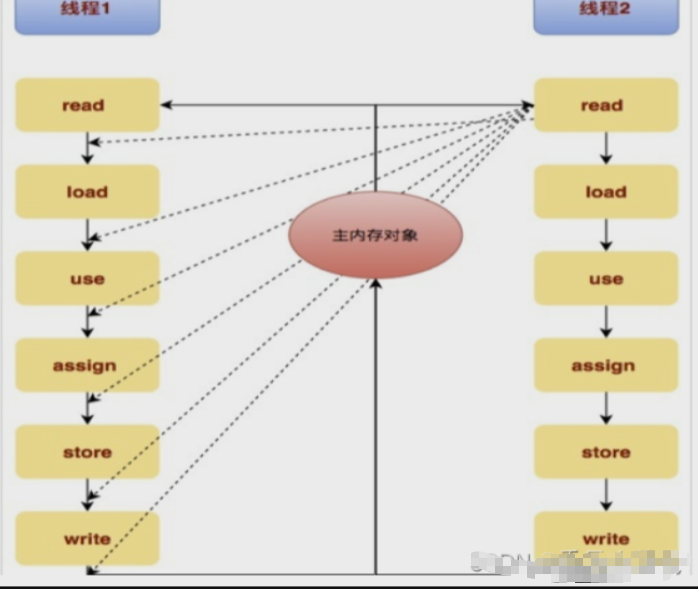 线程1
线程2
read
read
load
load
主内存对象
use
use
assign
assign
store
store
write
write